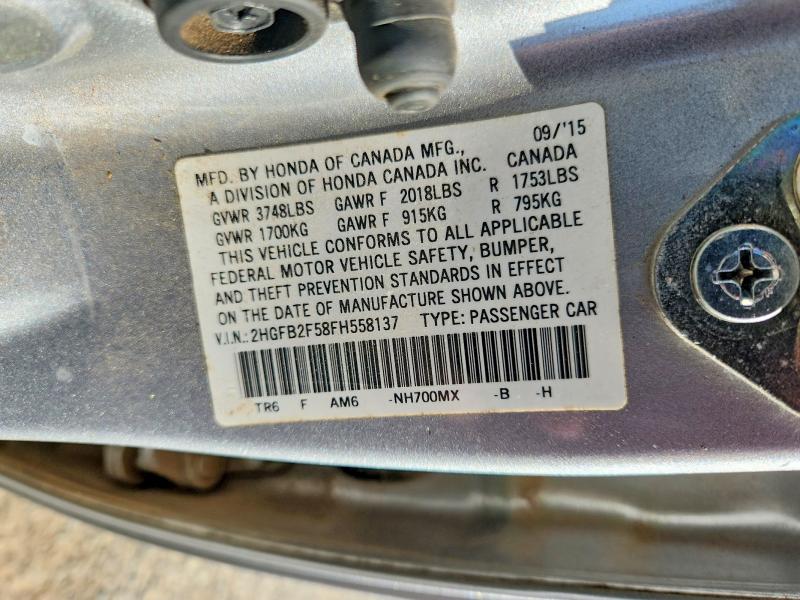 MFD. BY HONDA OF CANADA MFG., 09/'15
A DIVISION OF HONDA CANADA INC. CANADA
GVWR 3748LBS GAWR F 2018LBS R 1753LBS
GVWR 1700KG GAWR F 915KG R 795KG
THIS VEHICLE CONFORMS TO ALL APPLICABLE
FEDERAL MOTOR VEHICLE SAFETY, BUMPER,
AND THEFT PREVENTION STANDARDS IN EFFECT
ON THE DATE OF MANUFACTURE SHOWN ABOVE.
V.I.N.:2HGFB2F58FH558137 TYPE: PASSENGER CAR
TR6 F AM6 -NH700MX -B -H